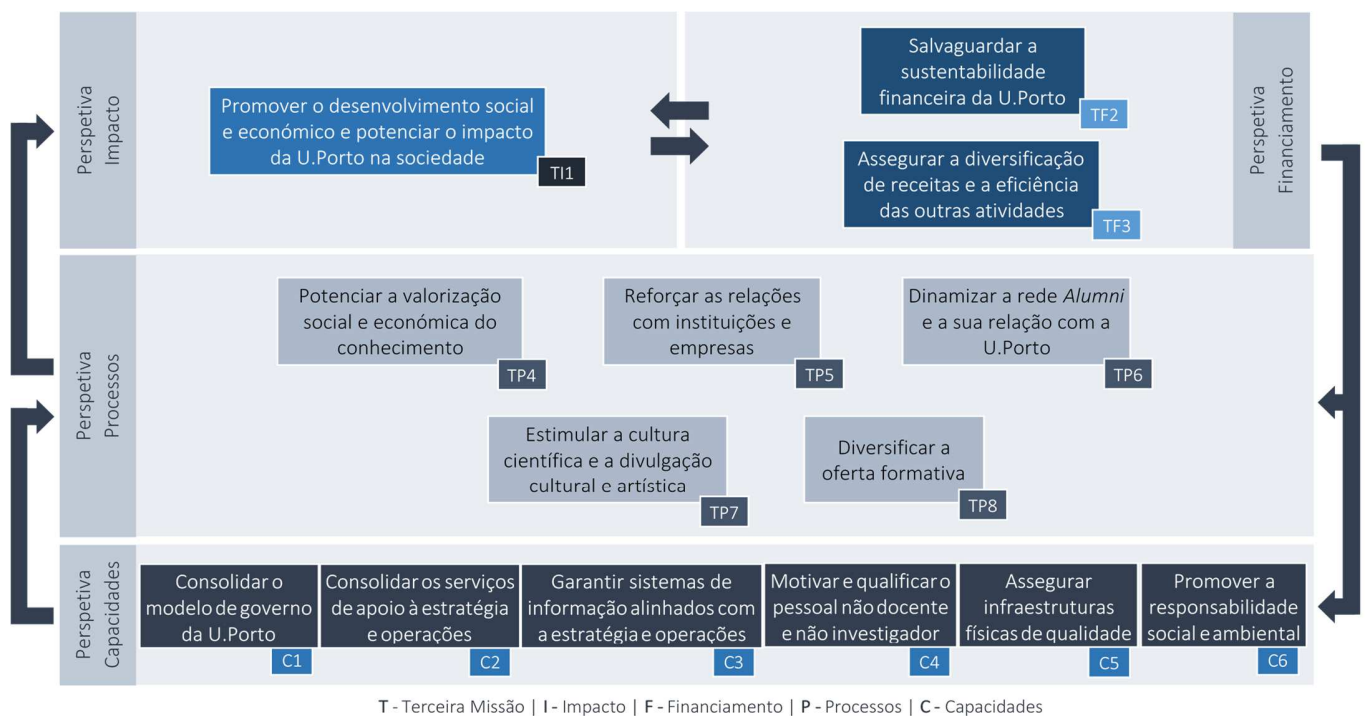 Perspetiva
Impacto
Promover o desenvolvimento social
e económico e potenciar o impacto
da U.Porto na sociedade
TI1
Salvaguardar a
sustentabilidade
financeira da U.Porto
TF2
Assegurar a diversificação
de receitas e a eficiência
das outras atividades
TF3
Perspetiva
Financiamento
Perspetiva
Processos
Potenciar a valorização
social e económica do
conhecimento
TP4
Reforçar as relações
com instituições e
empresas
TP5
Dinamizar a rede Alumni
e a sua relação com a
U.Porto
TP6
Estimular a cultura
científica e a divulgação
cultural e artística
TP7
Diversificar a
oferta formativa
TP8
Perspetiva
Capacidades
Consolidar o
modelo de governo
da U.Porto
C1
Consolidar os serviços
de apoio à estratégia
e operações
C2
Garantir sistemas de
informação alinhados com
a estratégia e operações
C3
Motivar e qualificar o
pessoal não docente
e não investigador
C4
Assegurar
infraestruturas
físicas de qualidade
C5
Promover a
responsabilidade
social e ambiental
C6
T - Terceira Missão | I - Impacto | F - Financiamento | P - Processos | C - Capacidades